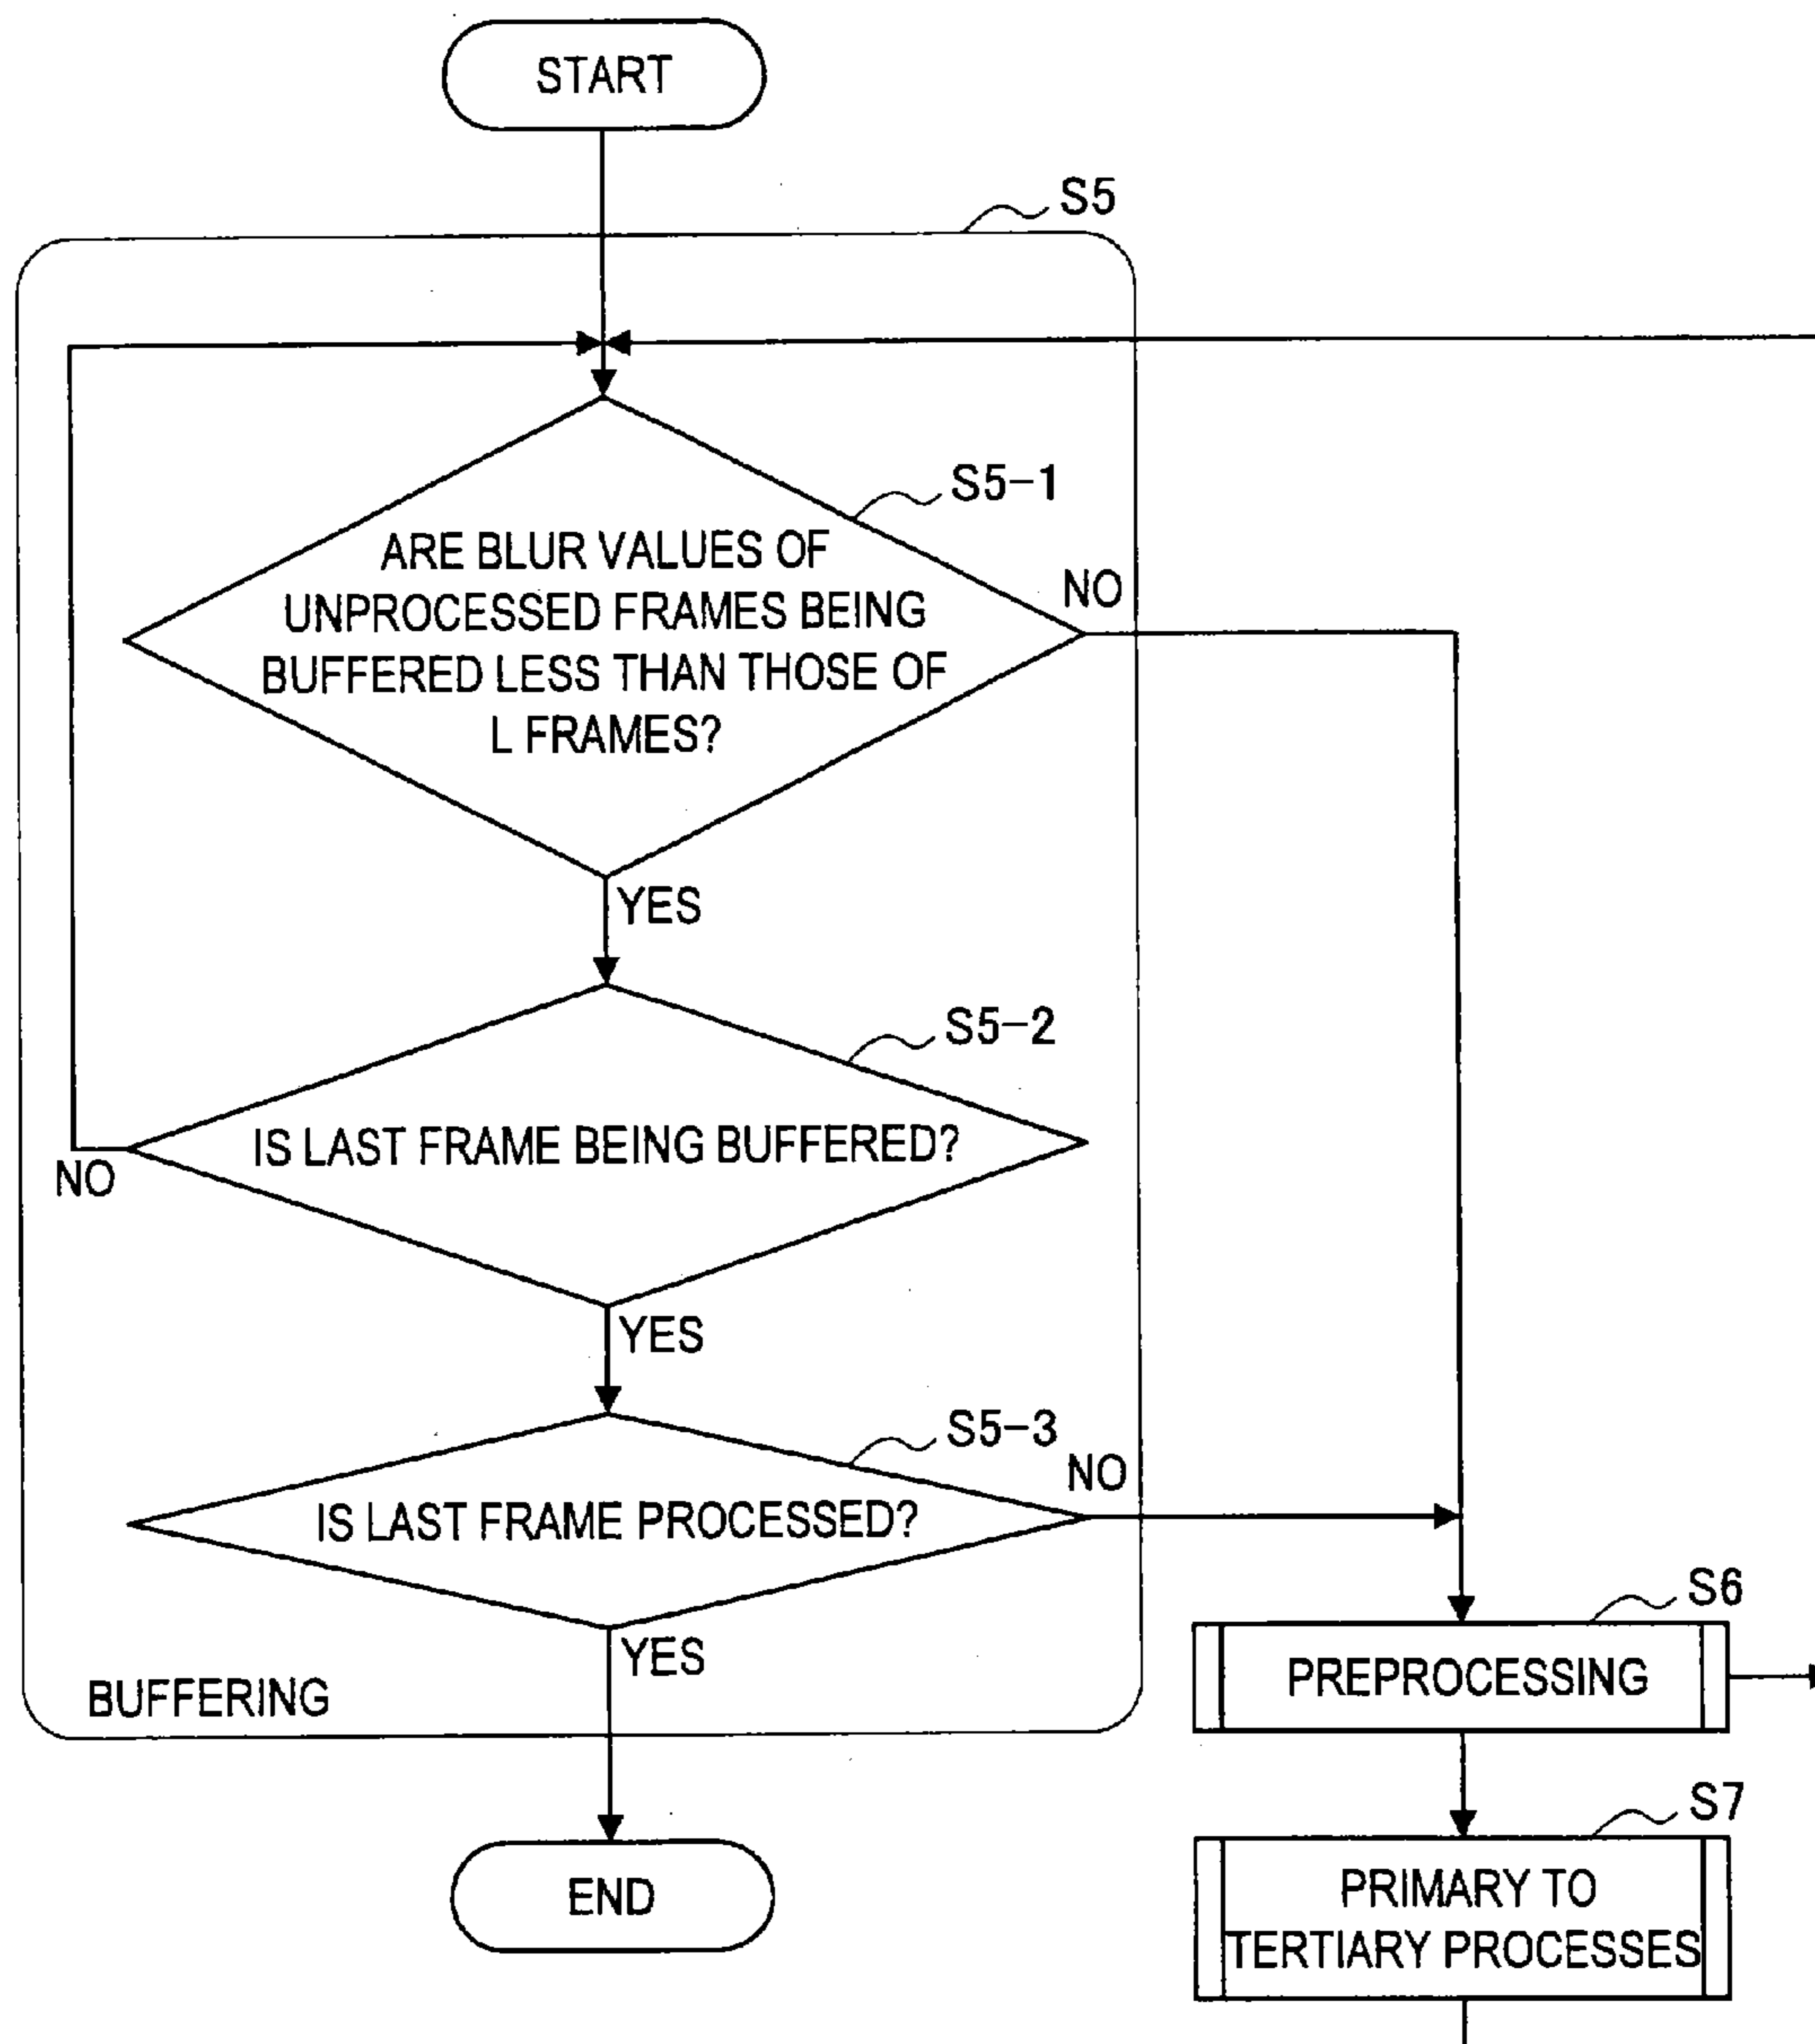 START
S5
S5-1
ARE BLUR VALUES OF
UNPROCESSED FRAMES BEING
BUFFERED LESS THAN THOSE OF
L FRAMES?
NO
YES
S5-2
IS LAST FRAME BEING BUFFERED?
NO
YES
S5-3
IS LAST FRAME PROCESSED?
NO
YES
BUFFERING
END
S6
PREPROCESSING
S7
PRIMARY TO
TERTIARY PROCESSES